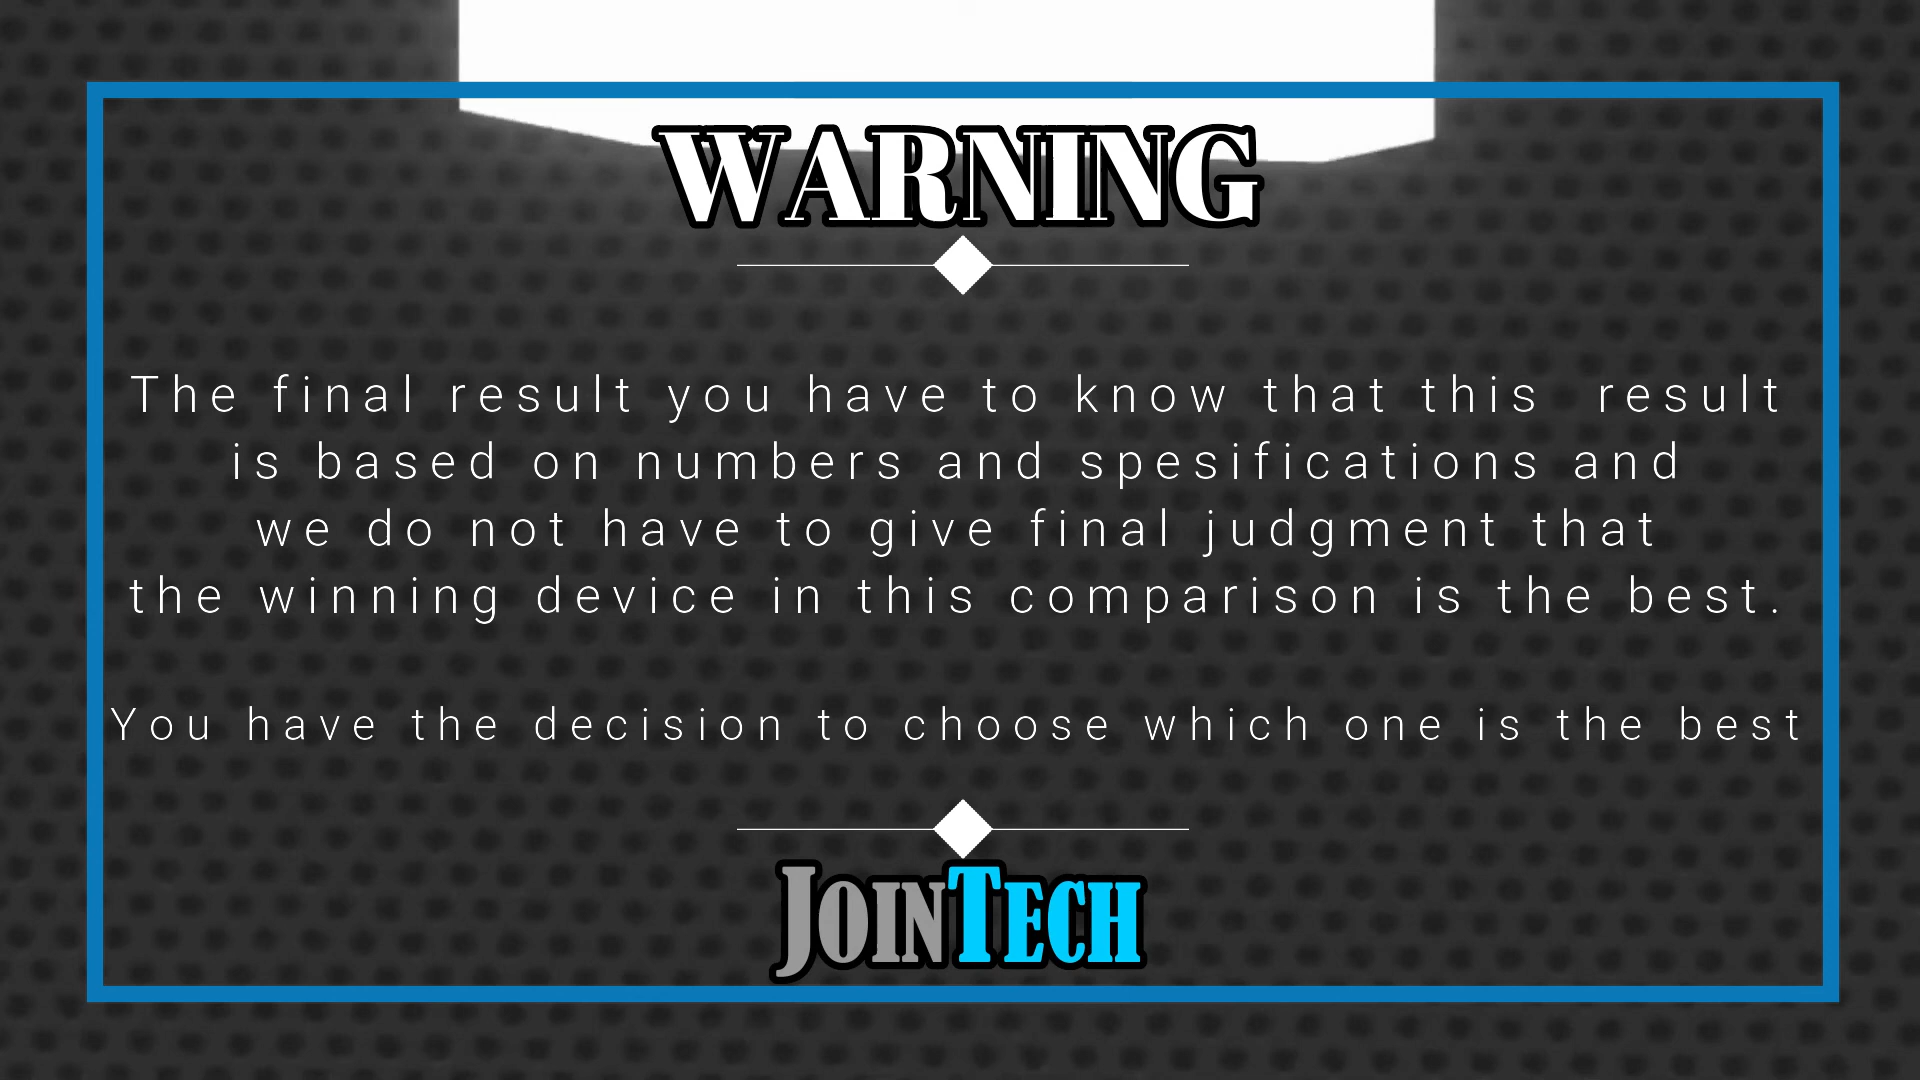 WARNING
The final result you have to know that this result
is based on numbers and spesifications and
we do not have to give final judgment that
the winning device in this comparison is the best.
You have the decision to choose which one is the best
JOINTECH